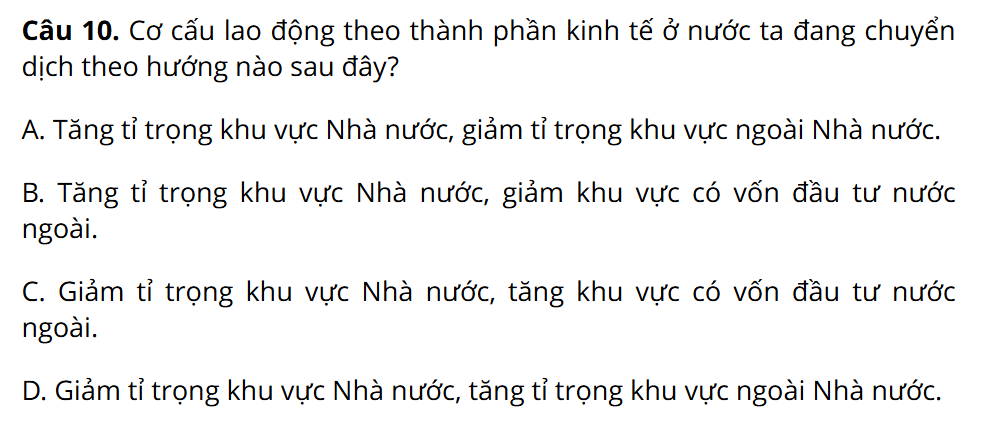 Câu 10. Cơ cấu lao động theo thành phần kinh tế ở nước ta đang chuyển
dịch theo hướng nào sau đây?
A. Tăng tỉ trọng khu vực Nhà nước, giảm tỉ trọng khu vực ngoài Nhà nước.
B. Tăng tỉ trọng khu vực Nhà nước, giảm khu vực có vốn đầu tư nước
ngoài.
C. Giảm tỉ trọng khu vực Nhà nước, tăng khu vực có vốn đầu tư nước
ngoài.
D. Giảm tỉ trọng khu vực Nhà nước, tăng tỉ trọng khu vực ngoài Nhà nước.